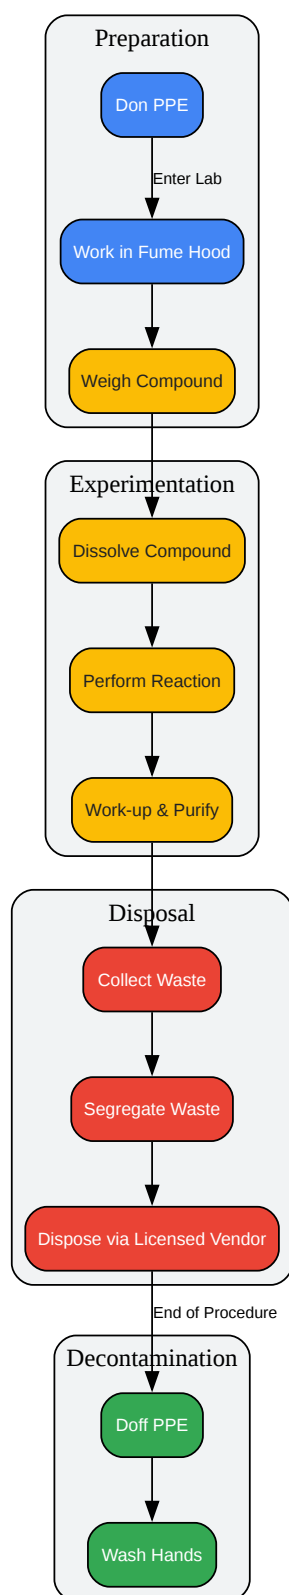 Preparation
Don PPE
Enter Lab
Work in Fume Hood
Weigh Compound
Experimentation
Dissolve Compound
Perform Reaction
Work-up & Purify
Disposal
Collect Waste
Segregate Waste
Dispose via Licensed Vendor
End of Procedure
Decontamination
Doff PPE
Wash Hands